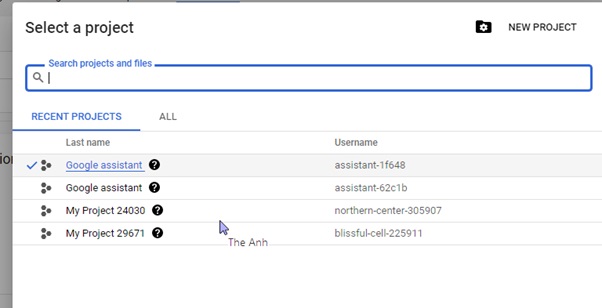 Select a project
NEW PROJECT
Search projects and files
RECENT PROJECTS ALL
Last name Username
Google assistant ? assistant-1f648
Google assistant ? assistant-62c1b
My Project 24030 ? northern-center-305907
My Project 29671 ? blissful-cell-225911
The Anh